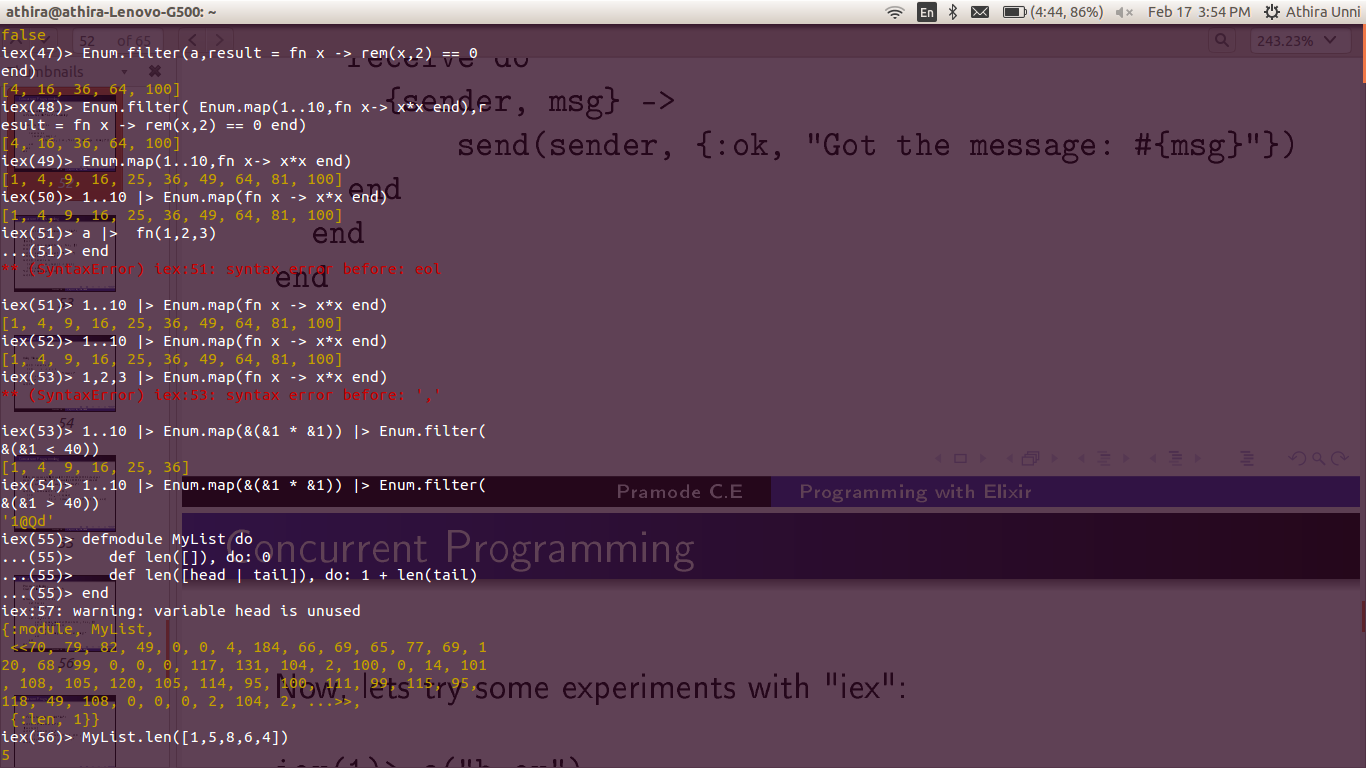 athira@athira-Lenovo-G500: ~
En
(4:44, 86%)
Feb 17 3:54 PM
Athira Unni
52 of 65
243.23%
false
iex(47)> Enum.filter(a,result = fn x -> rem(x,2) == 0
end)
[4, 16, 36, 64, 100]
iex(48)> Enum.filter( Enum.map(1..10,fn x-> x*x end),r
esult = fn x -> rem(x,2) == 0 end)
[4, 16, 36, 64, 100]
iex(49)> Enum.map(1..10,fn x-> x*x end)
[1, 4, 9, 16, 25, 36, 49, 64, 81, 100]
iex(50)> 1..10 |> Enum.map(fn x -> x*x end)
[1, 4, 9, 16, 25, 36, 49, 64, 81, 100]
iex(51)> a |>  fn(1,2,3)
...(51)> end
** (SyntaxError) iex:51: syntax error before: eol
iex(51)> 1..10 |> Enum.map(fn x -> x*x end)
[1, 4, 9, 16, 25, 36, 49, 64, 81, 100]
iex(52)> 1..10 |> Enum.map(fn x -> x*x end)
[1, 4, 9, 16, 25, 36, 49, 64, 81, 100]
iex(53)> 1,2,3 |> Enum.map(fn x -> x*x end)
** (SyntaxError) iex:53: syntax error before: ','
iex(53)> 1..10 |> Enum.map(&(&1 * &1)) |> Enum.filter(
&(&1 < 40))
[1, 4, 9, 16, 25, 36]
iex(54)> 1..10 |> Enum.map(&(&1 * &1)) |> Enum.filter(
&(&1 > 40))
'1@Qd'
iex(55)> defmodule MyList do
...(55)>    def len([]), do: 0
...(55)>    def len([head | tail]), do: 1 + len(tail)
...(55)> end
iex:57: warning: variable head is unused
{:module, MyList,
 <<70, 79, 82, 49, 0, 0, 4, 184, 66, 69, 65, 77, 69, 1
20, 68, 99, 0, 0, 0, 117, 131, 104, 2, 100, 0, 14, 101
, 108, 105, 120, 105, 114, 95, 100, 111, 99, 115, 95,
118, 49, 108, 0, 0, 0, 2, 104, 2, ...>>,
 {:len, 1}}
iex(56)> MyList.len([1,5,8,6,4])
5
receive do
{sender, msg} ->
send(sender, {:ok, "Got the message: #{msg}"})
end
end
end
54
Pramode C.E
Programming with Elixir
Concurrent Programming
Now, lets try some experiments with "iex":
iex(1)> c("b.ex")